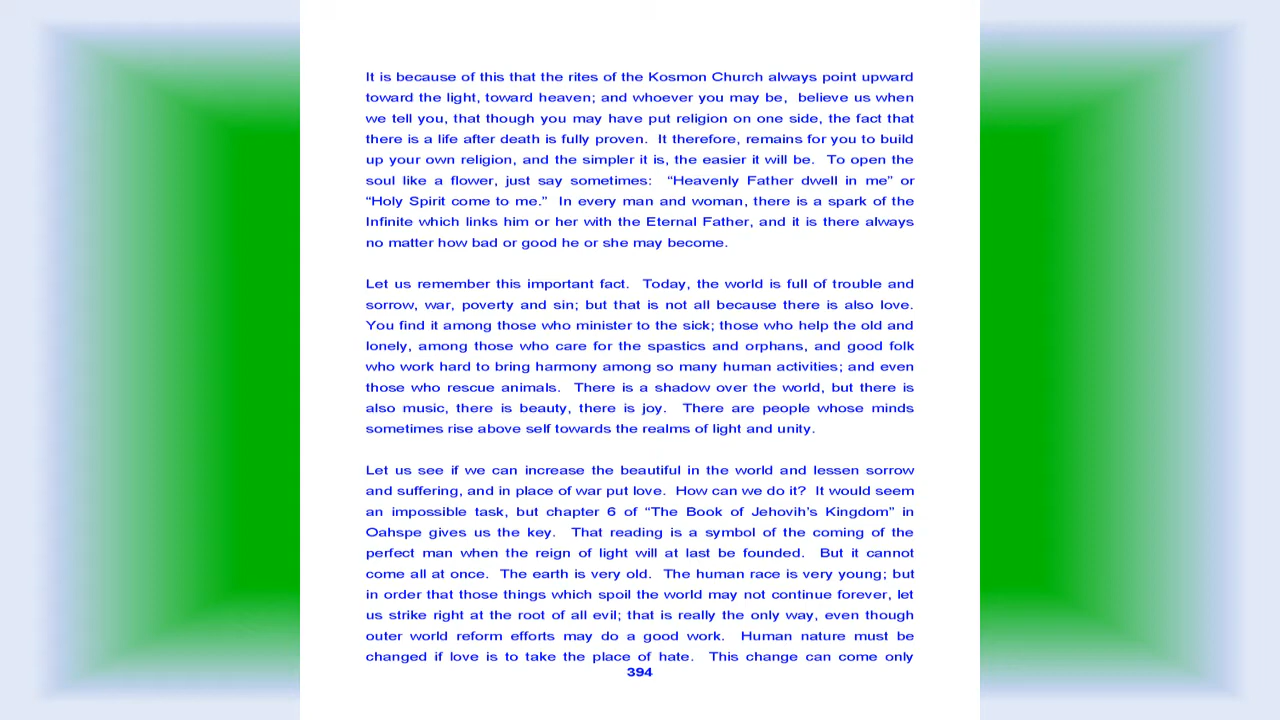 It is because of this that the rites of the Kosmon Church always point upward
toward the light, toward heaven; and whoever you may be, believe us when
we tell you, that though you may have put religion on one side, the fact that
there is a life after death is fully proven. It therefore, remains for you to build
up your own religion, and the simpler it is, the easier it will be. To open the
soul like a flower, just say sometimes: “Heavenly Father dwell in me” or
“Holy Spirit come to me.” In every man and woman, there is a spark of the
Infinite which links him or her with the Eternal Father, and it is there always
no matter how bad or good he or she may become.
Let us remember this important fact. Today, the world is full of trouble and
sorrow, war, poverty and sin; but that is not all because there is also love.
You find it among those who minister to the sick; those who help the old and
lonely, among those who care for the spastics and orphans, and good folk
who work hard to bring harmony among so many human activities; and even
those who rescue animals. There is a shadow over the world, but there is
also music, there is beauty, there is joy. There are people whose minds
sometimes rise above self towards the realms of light and unity.
Let us see if we can increase the beautiful in the world and lessen sorrow
and suffering, and in place of war put love. How can we do it? It would seem
an impossible task, but chapter 6 of “The Book of Jehovih’s Kingdom” in
Oahspe gives us the key. That reading is a symbol of the coming of the
perfect man when the reign of light will at last be founded. But it cannot
come all at once. The earth is very old. The human race is very young; but
in order that those things which spoil the world may not continue forever, let
us strike right at the root of all evil; that is really the only way, even though
outer world reform efforts may do a good work. Human nature must be
changed if love is to take the place of hate. This change can come only
394